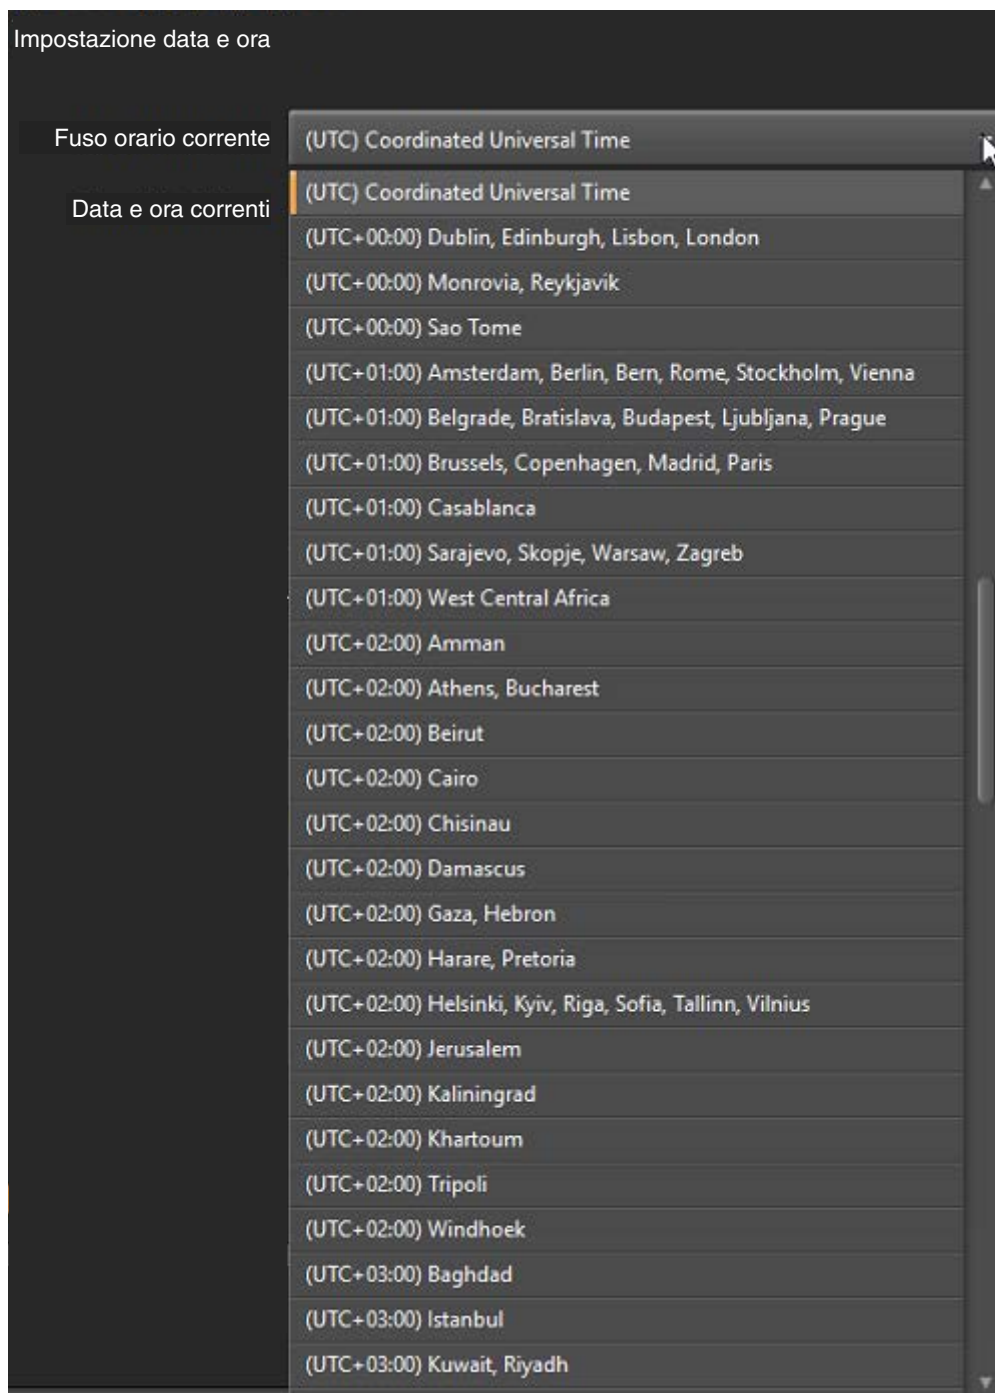 Impostazione data e ora
Fuso orario corrente
(UTC) Coordinated Universal Time
Data e ora correnti
(UTC) Coordinated Universal Time
(UTC+00:00) Dublin, Edinburgh, Lisbon, London
(UTC+00:00) Monrovia, Reykjavik
(UTC+00:00) Sao Tome
(UTC+01:00) Amsterdam, Berlin, Bern, Rome, Stockholm, Vienna
(UTC+01:00) Belgrade, Bratislava, Budapest, Ljubljana, Prague
(UTC+01:00) Brussels, Copenhagen, Madrid, Paris
(UTC+01:00) Casablanca
(UTC+01:00) Sarajevo, Skopje, Warsaw, Zagreb
(UTC+01:00) West Central Africa
(UTC+02:00) Amman
(UTC+02:00) Athens, Bucharest
(UTC+02:00) Beirut
(UTC+02:00) Cairo
(UTC+02:00) Chisinau
(UTC+02:00) Damascus
(UTC+02:00) Gaza, Hebron
(UTC+02:00) Harare, Pretoria
(UTC+02:00) Helsinki, Kyiv, Riga, Sofia, Tallinn, Vilnius
(UTC+02:00) Jerusalem
(UTC+02:00) Kaliningrad
(UTC+02:00) Khartoum
(UTC+02:00) Tripoli
(UTC+02:00) Windhoek
(UTC+03:00) Baghdad
(UTC+03:00) Istanbul
(UTC+03:00) Kuwait, Riyadh